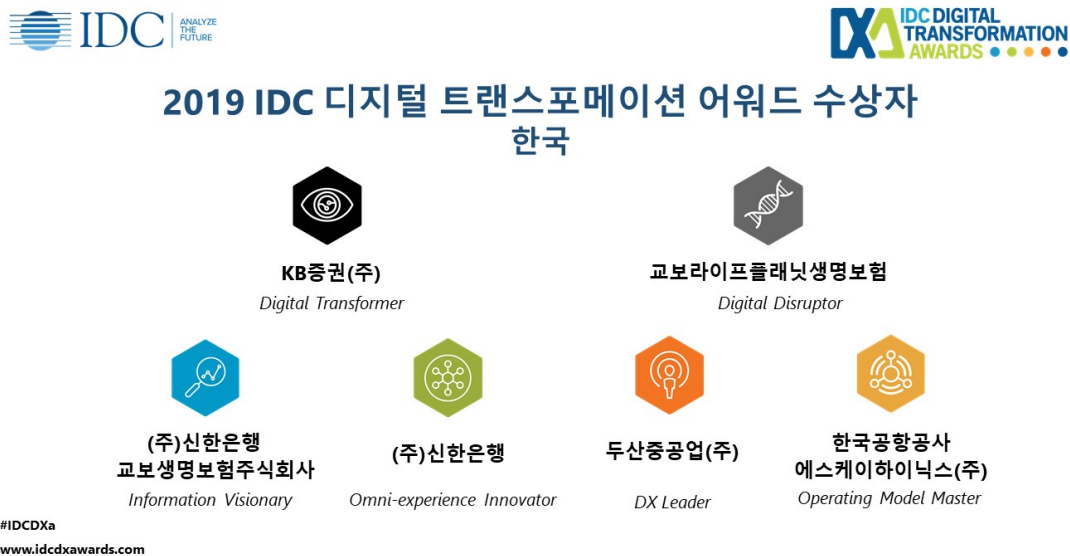 IDC
ANALYZE
THE
FUTURE
DXA
IDC DIGITAL
TRANSFORMATION
AWARDS
2019 IDC 디지털 트랜스포메이션 어워드 수상자
한국
KB증권(주)
교보라이프플래닛생명보험
Digital Transformer
Digital Disruptor
(주)신한은행
교보생명보험주식회사
Information Visionary
(주)신한은행
Omni-experience Innovator
두산중공업(주)
DX Leader
한국공항공사
에스케이하이닉스(주)
Operating Model Master
#IDCDXa
www.idcdxawards.com